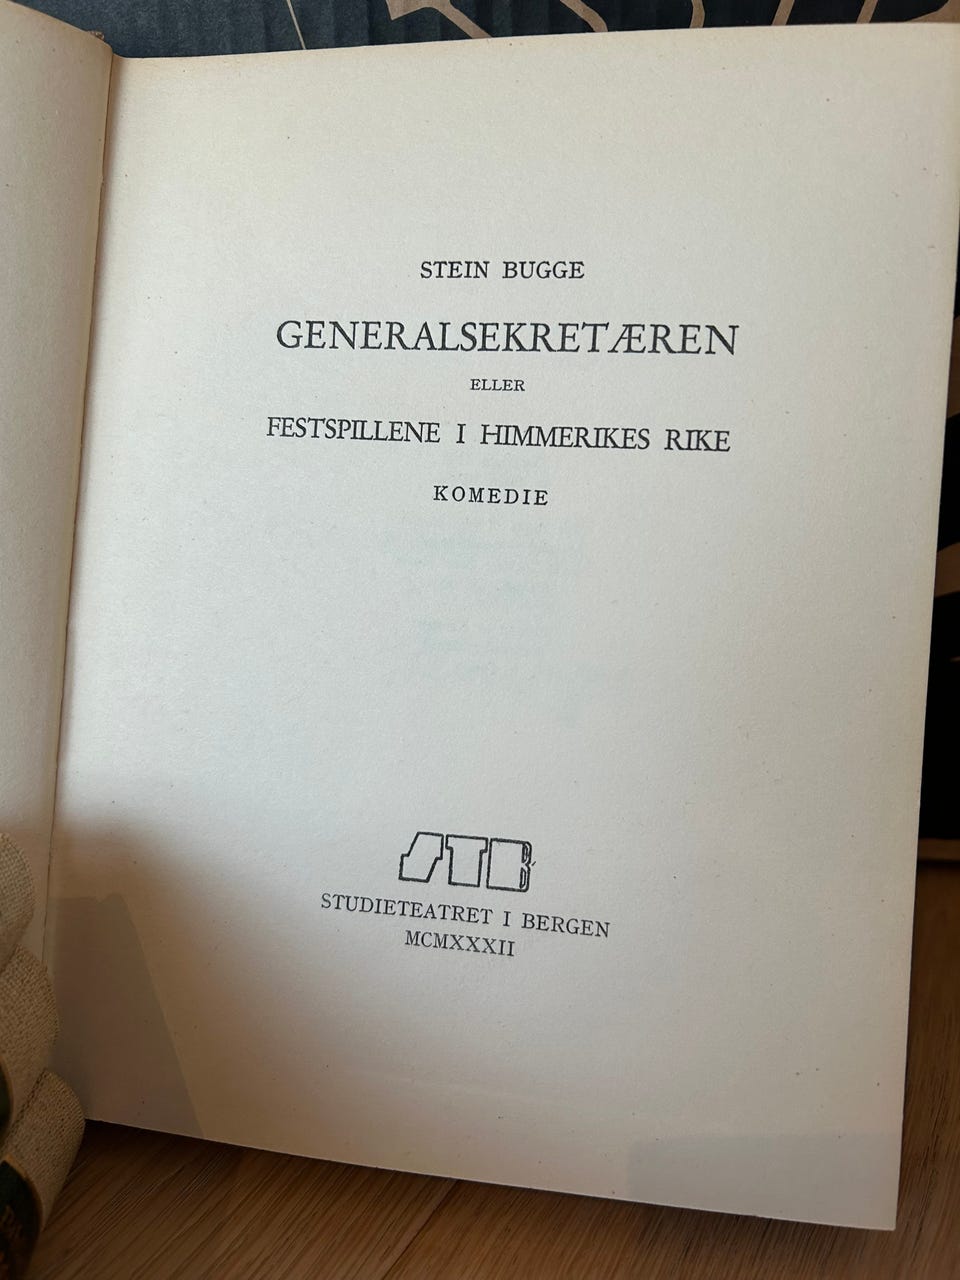 STEIN BUGGE
GENERALSEKRETÆREN
ELLER
FESTSPILLENE I HIMMERIKES RIKE
KOMEDIE
STB
STUDIETEATRET I BERGEN
MCMXXXII